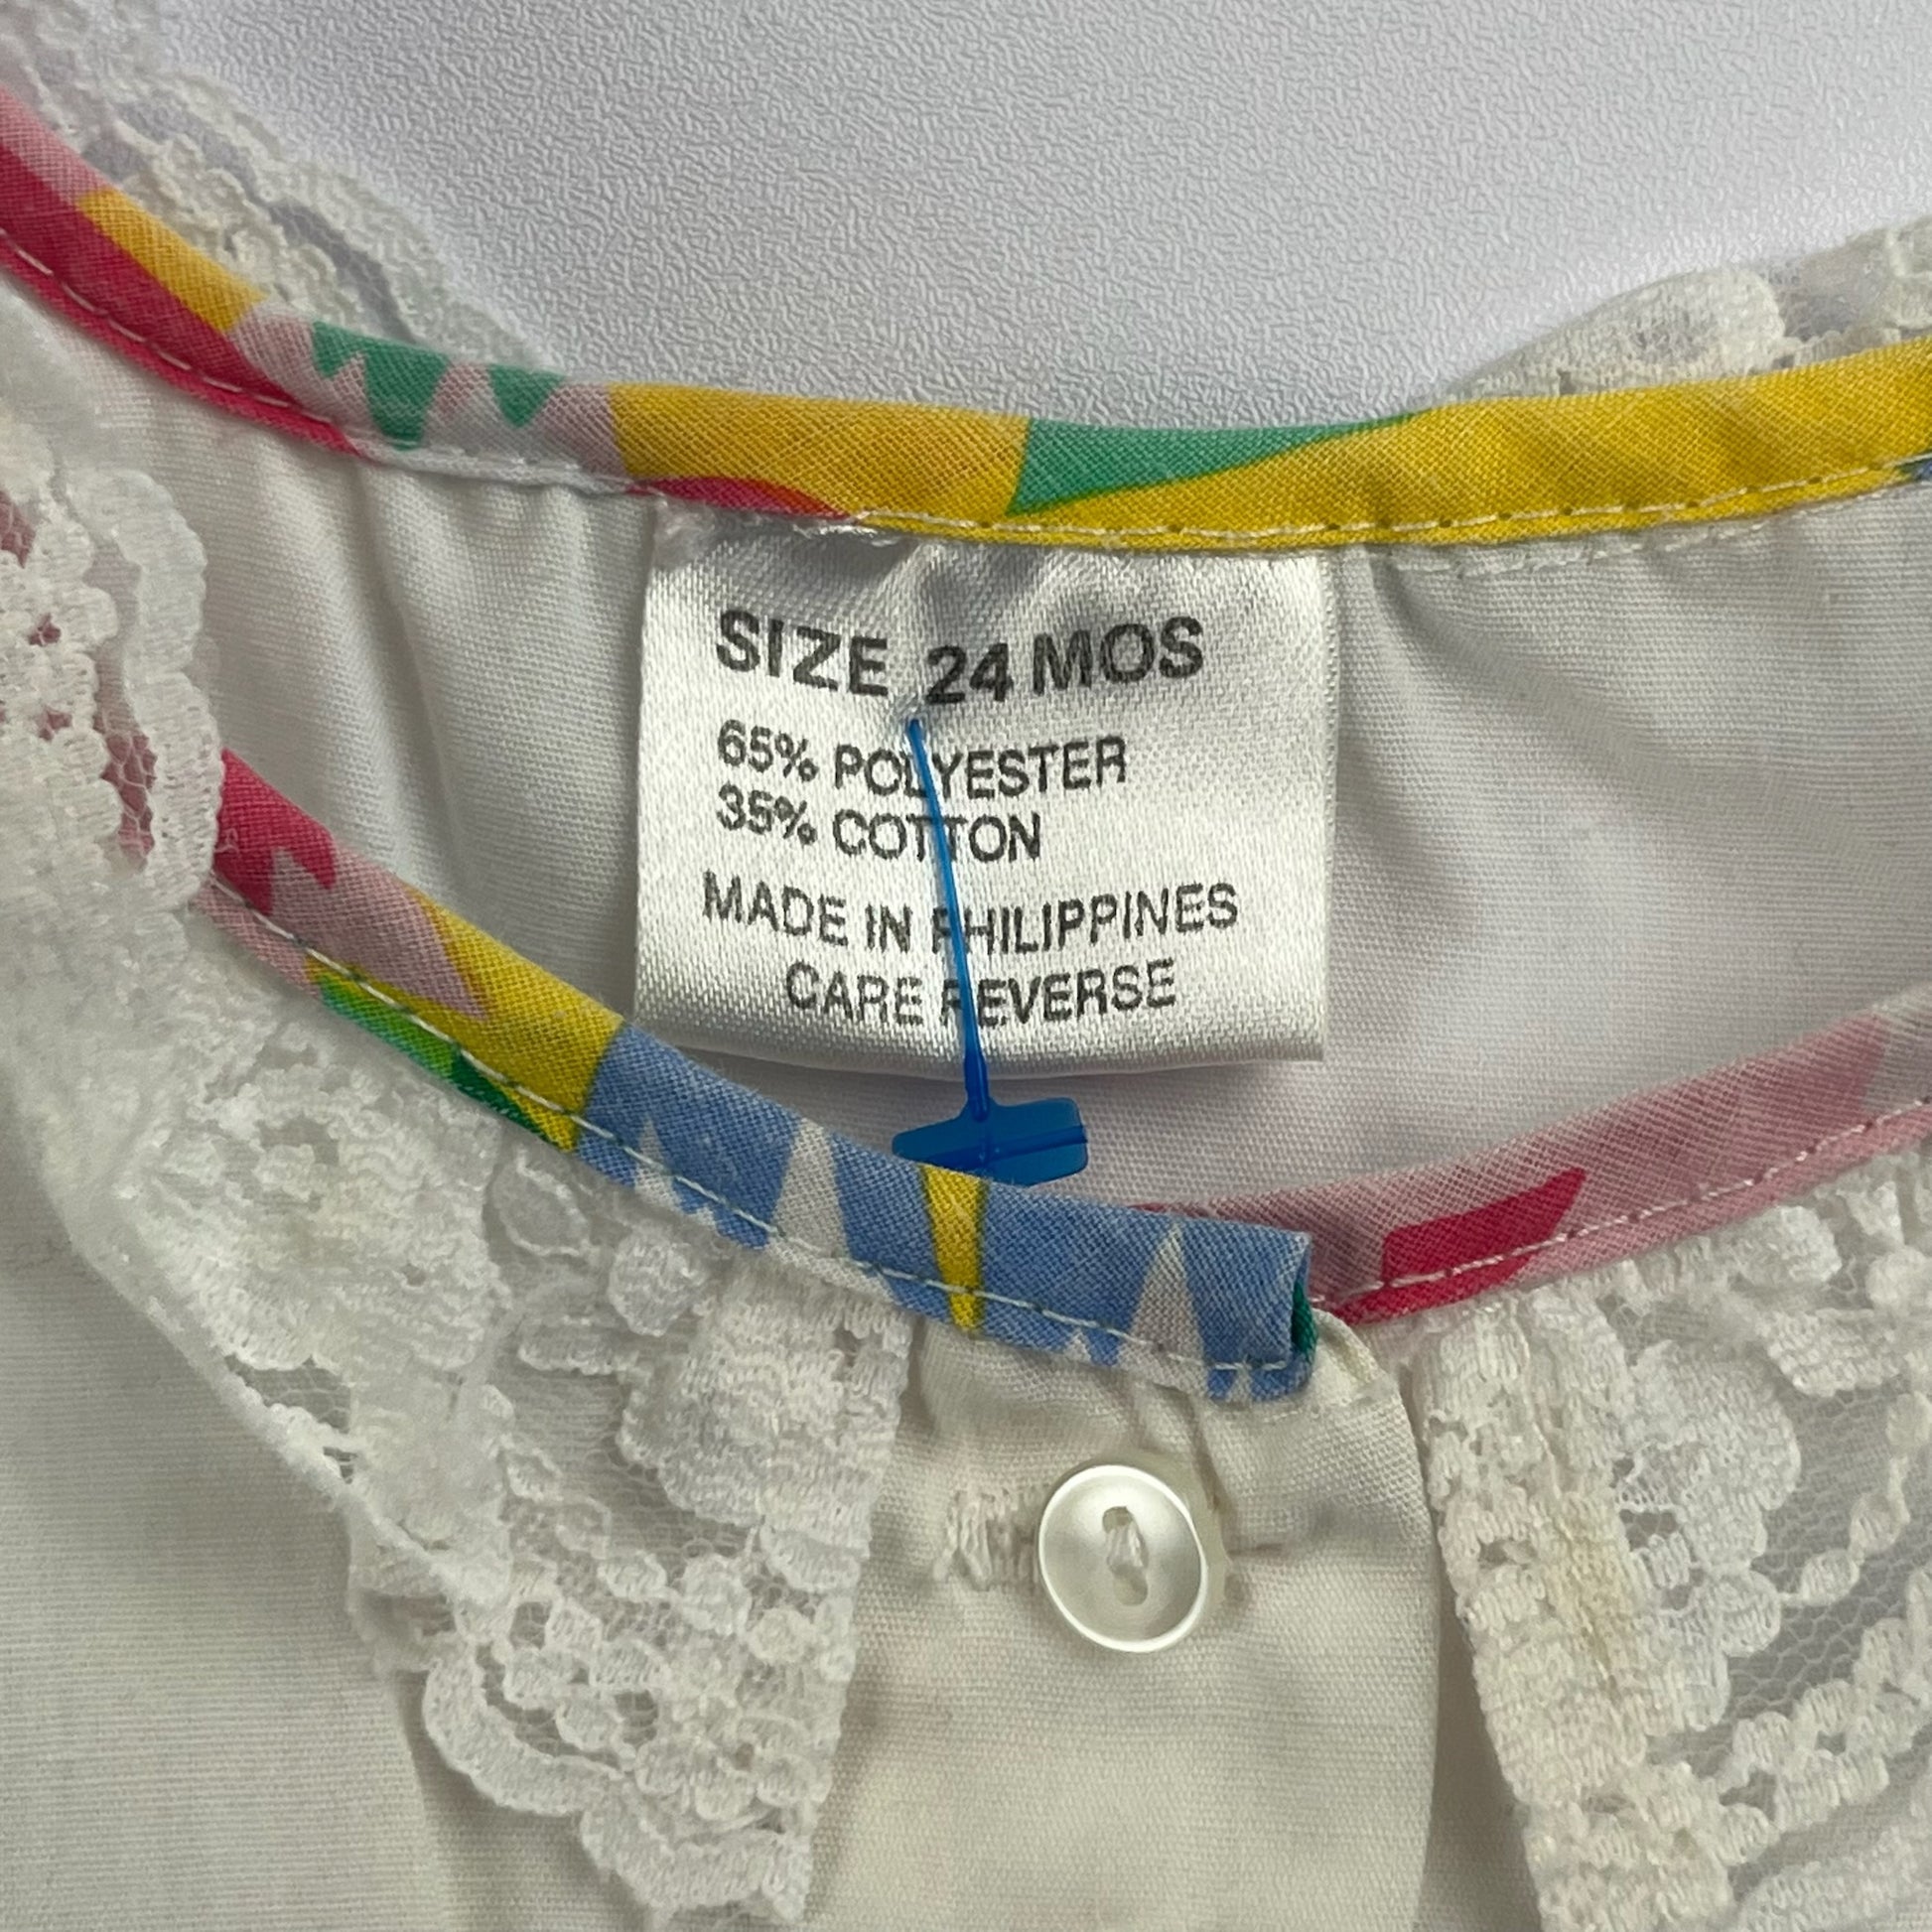 SIZE 24 MOS
65% POLYESTER
35% COTTON
MADE IN PHILIPPINES
CARE REVERSE